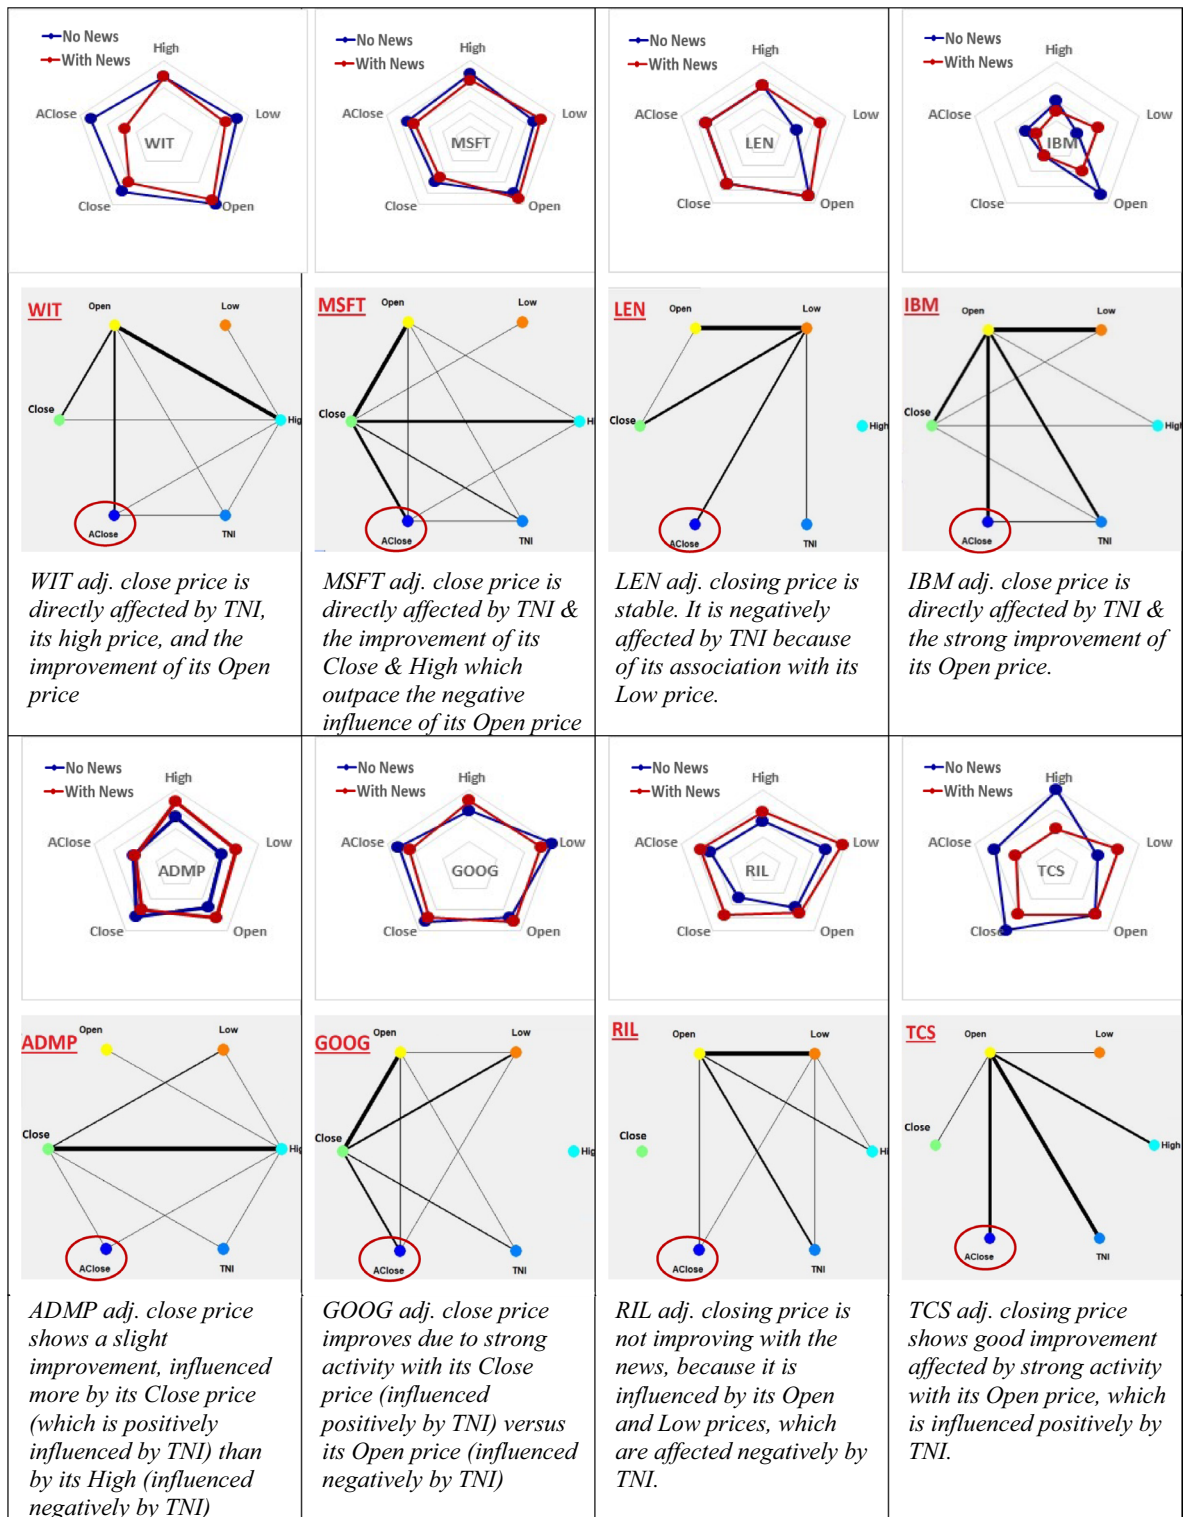 No News
With News
High
AClose
Low
WIT
Close
Open
No News
With News
High
AClose
Low
MSFT
Close
Open
No News
With News
High
AClose
Low
LEN
Close
Open
No News
With News
High
AClose
Low
IBM
Close
Open
WIT
Open
Low
Close
High
AClose
TNI
MSFT
Open
Low
Close
AClose
TNI
LEN
Open
Low
Close
High
AClose
TNI
IBM
Open
Low
Close
High
AClose
TNI
WIT adj. close price is
directly affected by TNI,
its high price, and the
improvement of its Open
price
MSFT adj. close price is
directly affected by TNI &
the improvement of its
Close & High which
outpace the negative
influence of its Open price
LEN adj. closing price is
stable. It is negatively
affected by TNI because
of its association with its
Low price.
IBM adj. close price is
directly affected by TNI &
the strong improvement of
its Open price.
No News
With News
High
AClose
Low
ADMP
Close
Open
No News
With News
High
AClose
Low
GOOG
Close
Open
No News
With News
High
AClose
Low
RIL
Close
Open
No News
With News
High
AClose
Low
TCS
Close
Open
ADMP
Open
Low
Close
High
AClose
TNI
GOOG
Open
Low
Close
High
AClose
TNI
RIL
Open
Low
Close
High
AClose
TNI
TCS
Open
Low
Close
High
AClose
TNI
ADMP adj. close price
shows a slight
improvement, influenced
more by its Close price
(which is positively
influenced by TNI) than
by its High (influenced
negatively by TNI)
GOOG adj. close price
improves due to strong
activity with its Close
price (influenced
positively by TNI) versus
its Open price (influenced
negatively by TNI)
RIL adj. closing price is
not improving with the
news, because it is
influenced by its Open
and Low prices, which
are affected negatively by
TNI.
TCS adj. closing price
shows good improvement
affected by strong activity
with its Open price, which
is influenced positively by
TNI.